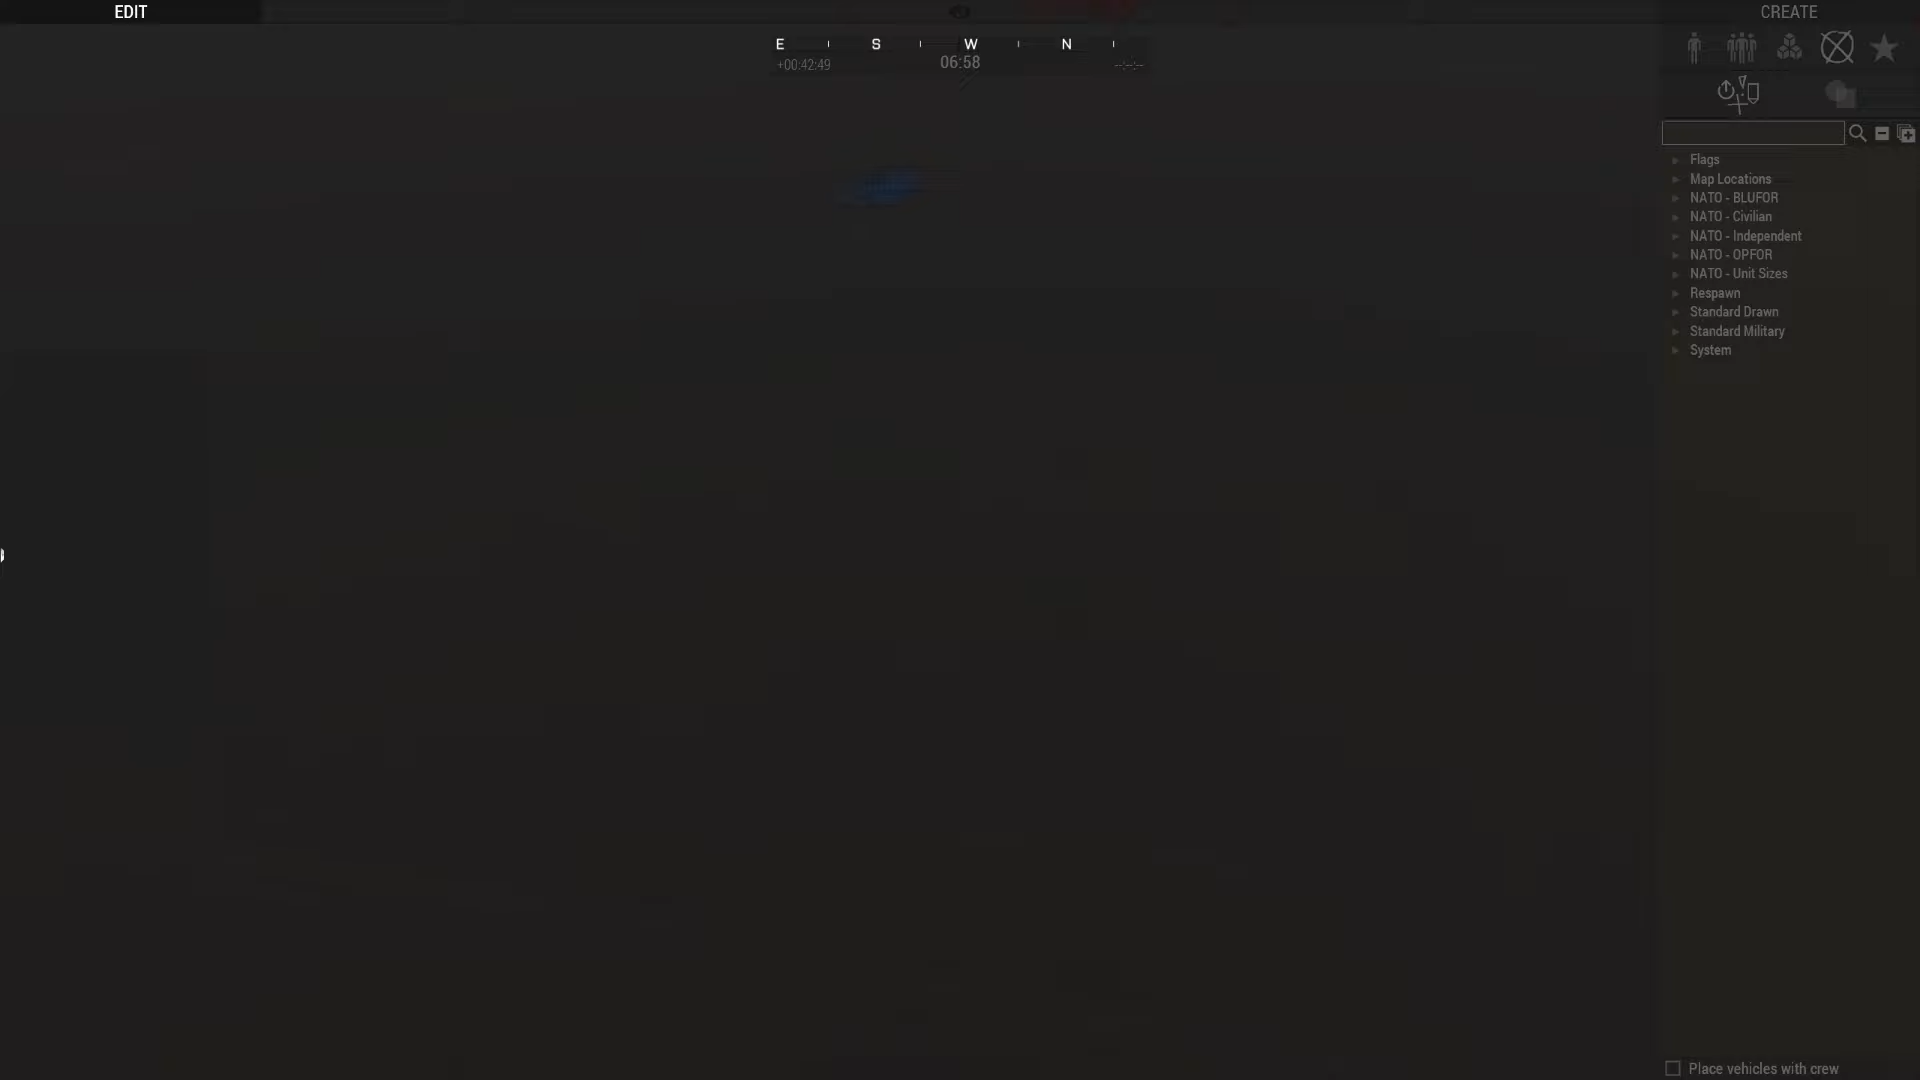 EDIT
CREATE
E S W N
+00:42:49
06:58
--:--:--
Flags
Map Locations
NATO - BLUFOR
NATO - Civilian
NATO - Independent
NATO - OPFOR
NATO - Unit Sizes
Respawn
Standard Drawn
Standard Military
System
Place vehicles with crew